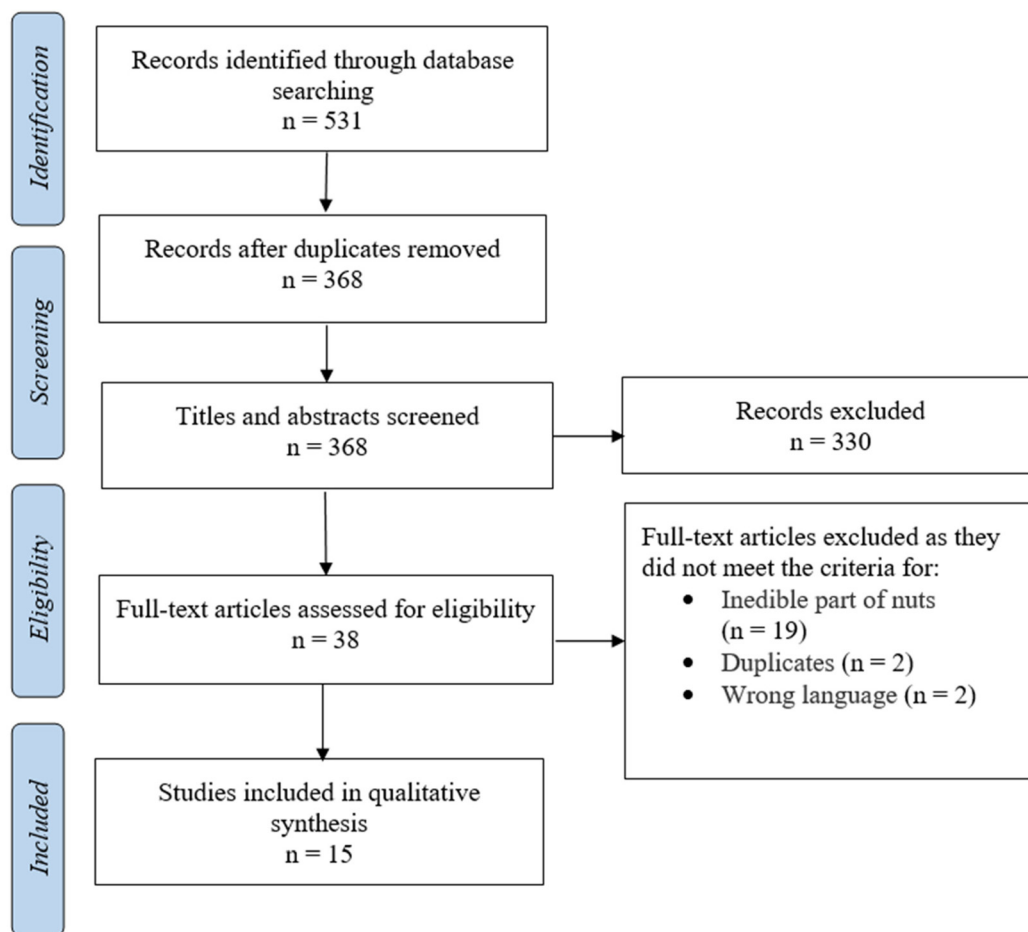 Identification
Records identified through database
searching
n = 531
Records after duplicates removed
n = 368
Screening
Titles and abstracts screened
n = 368
Records excluded
n = 330
Eligibility
Full-text articles assessed for eligibility
n = 38
Full-text articles excluded as they
did not meet the criteria for:
• Inedible part of nuts
(n = 19)
• Duplicates (n = 2)
• Wrong language (n = 2)
Included
Studies included in qualitative
synthesis
n = 15